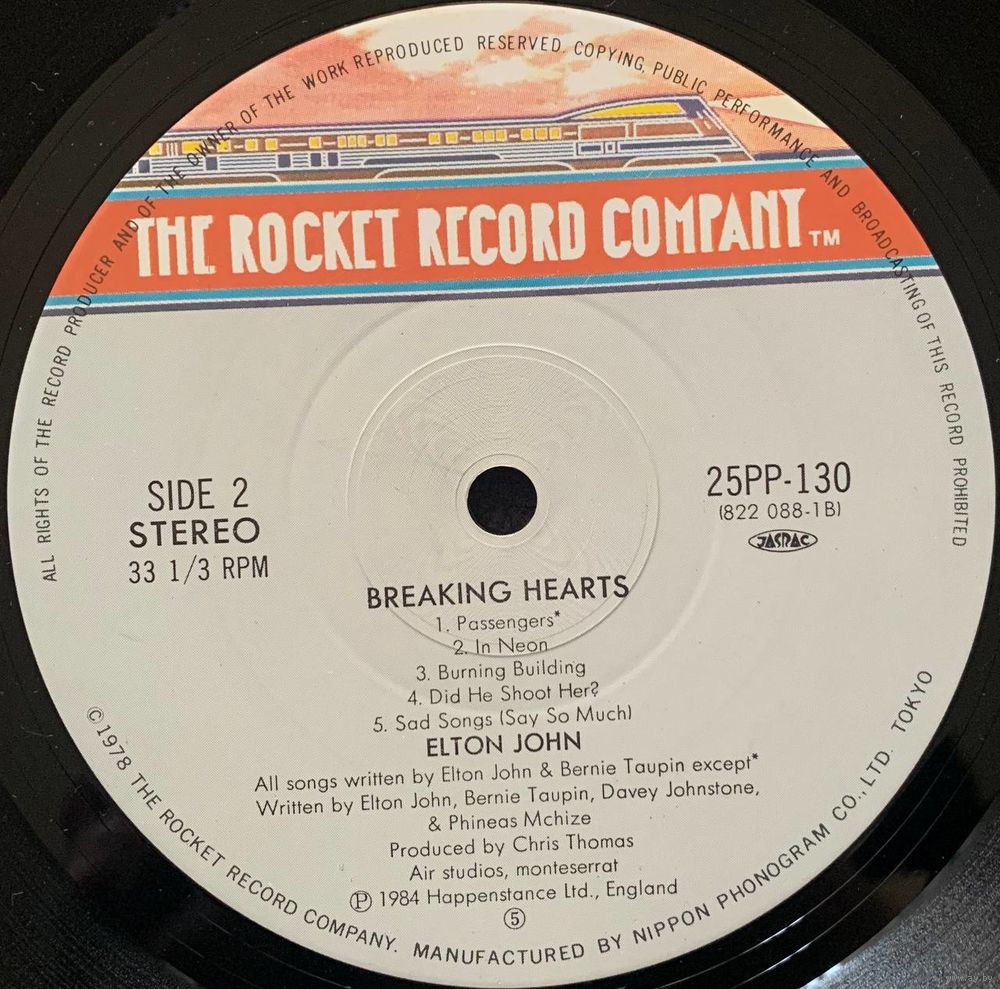 ALL RIGHTS OF THE RECORD PRODUCER AND OF THE OWNER OF THE WORK REPRODUCED RESERVED. COPYING, PUBLIC PERFORMANCE AND BROADCASTING OF THIS RECORD PROHIBITED
THE ROCKET RECORD COMPANY TM
SIDE 2
STEREO
33 1/3 RPM
25PP-130
(822 088-1B)
JASRAC
BREAKING HEARTS
1. Passengers*
2. In Neon
3. Burning Building
4. Did He Shoot Her?
5. Sad Songs (Say So Much)
ELTON JOHN
All songs written by Elton John & Bernie Taupin except*
Written by Elton John, Bernie Taupin, Davey Johnstone,
& Phineas Mchize
Produced by Chris Thomas
Air studios, monteserrat
Ⓟ 1984 Happenstance Ltd., England
⑤
© 1978 THE ROCKET RECORD COMPANY. MANUFACTURED BY NIPPON PHONOGRAM CO., LTD. TOKYO
www.ay.by